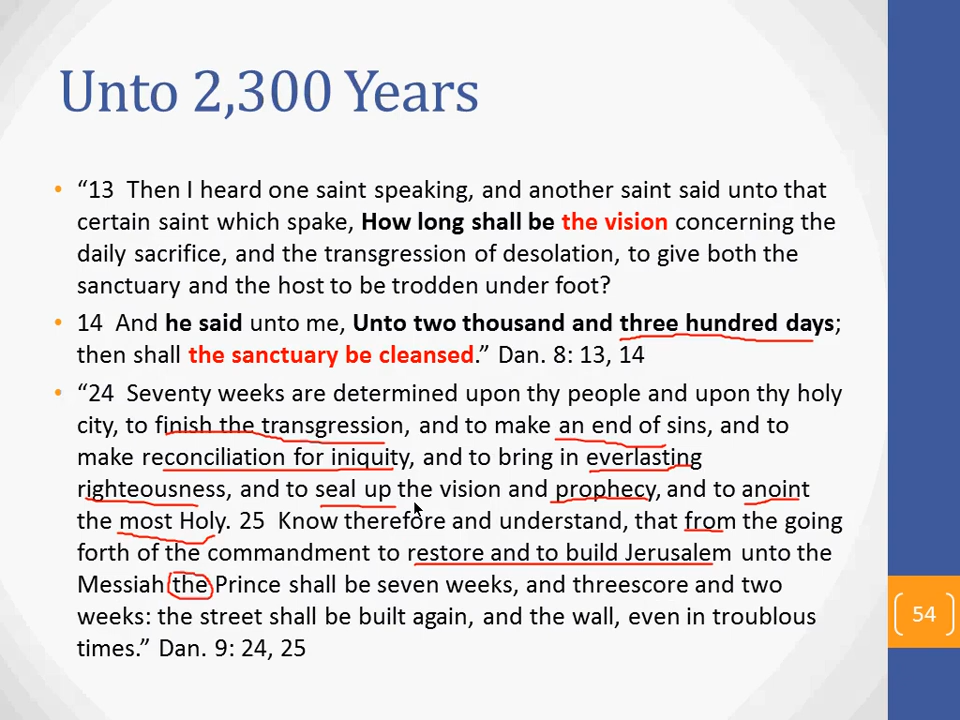 Unto 2,300 Years
• “13 Then I heard one saint speaking, and another saint said unto that
certain saint which spake, How long shall be the vision concerning the
daily sacrifice, and the transgression of desolation, to give both the
sanctuary and the host to be trodden under foot?
• 14 And he said unto me, Unto two thousand and three hundred days;
then shall the sanctuary be cleansed.” Dan. 8: 13, 14
• “24 Seventy weeks are determined upon thy people and upon thy holy
city, to finish the transgression, and to make an end of sins, and to
make reconciliation for iniquity, and to bring in everlasting
righteousness, and to seal up the vision and prophecy, and to anoint
the most Holy. 25 Know therefore and understand, that from the going
forth of the commandment to restore and to build Jerusalem unto the
Messiah the Prince shall be seven weeks, and threescore and two
weeks: the street shall be built again, and the wall, even in troublous
times.” Dan. 9: 24, 25
54